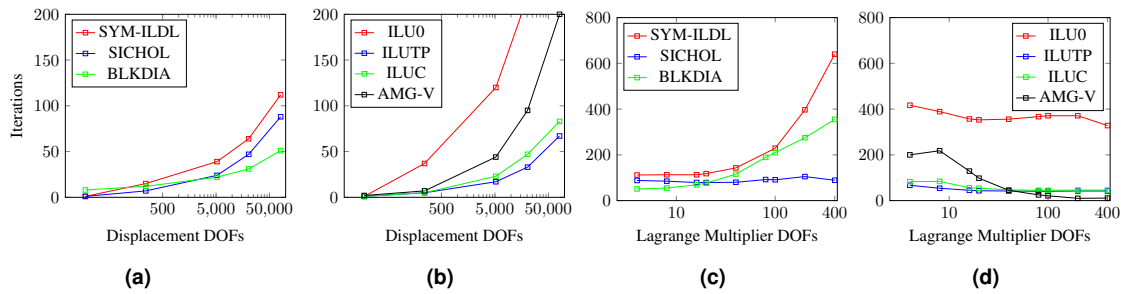 Iterations
200
150
100
50
0
500
5,000
50,000
Displacement DOFs
SYM-ILDL
SICHOL
BLKDIA
(a)
200
150
100
50
0
500
5,000
50,000
Displacement DOFs
ILU0
ILUTP
ILUC
AMG-V
(b)
800
600
400
200
0
10
100
400
Lagrange Multiplier DOFs
SYM-ILDL
SICHOL
BLKDIA
(c)
800
600
400
200
0
10
100
400
Lagrange Multiplier DOFs
ILU0
ILUTP
ILUC
AMG-V
(d)